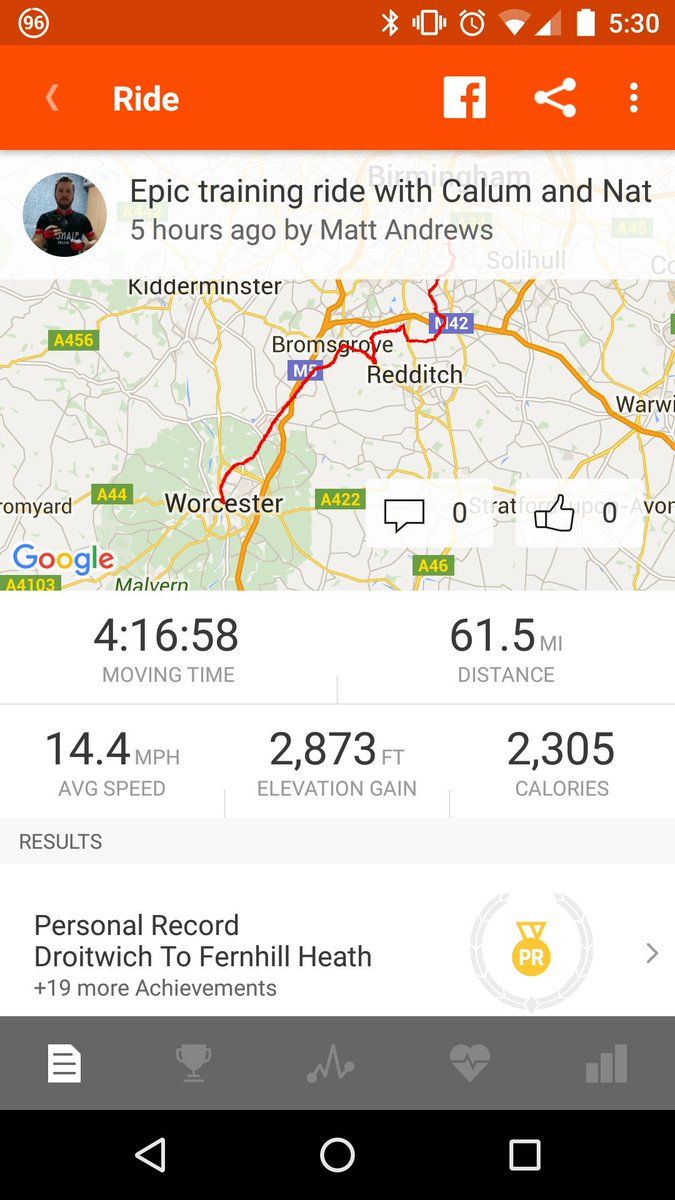 96
5:30
Ride
Birmingham
Epic training ride with Calum and Nat
5 hours ago by Matt Andrews
A45
Solihull
Kidderminster
M42
A456
Bromsgrove
M5
Redditch
Warwi
A44
Worcester
A422
0
0
romyard
Stratford-upon-Avon
Google
A46
A4103
Malvern
4:16:58
MOVING TIME
61.5 MI
DISTANCE
14.4 MPH
AVG SPEED
2,873 FT
ELEVATION GAIN
2,305
CALORIES
RESULTS
Personal Record
Droitwich To Fernhill Heath
+19 more Achievements
PR